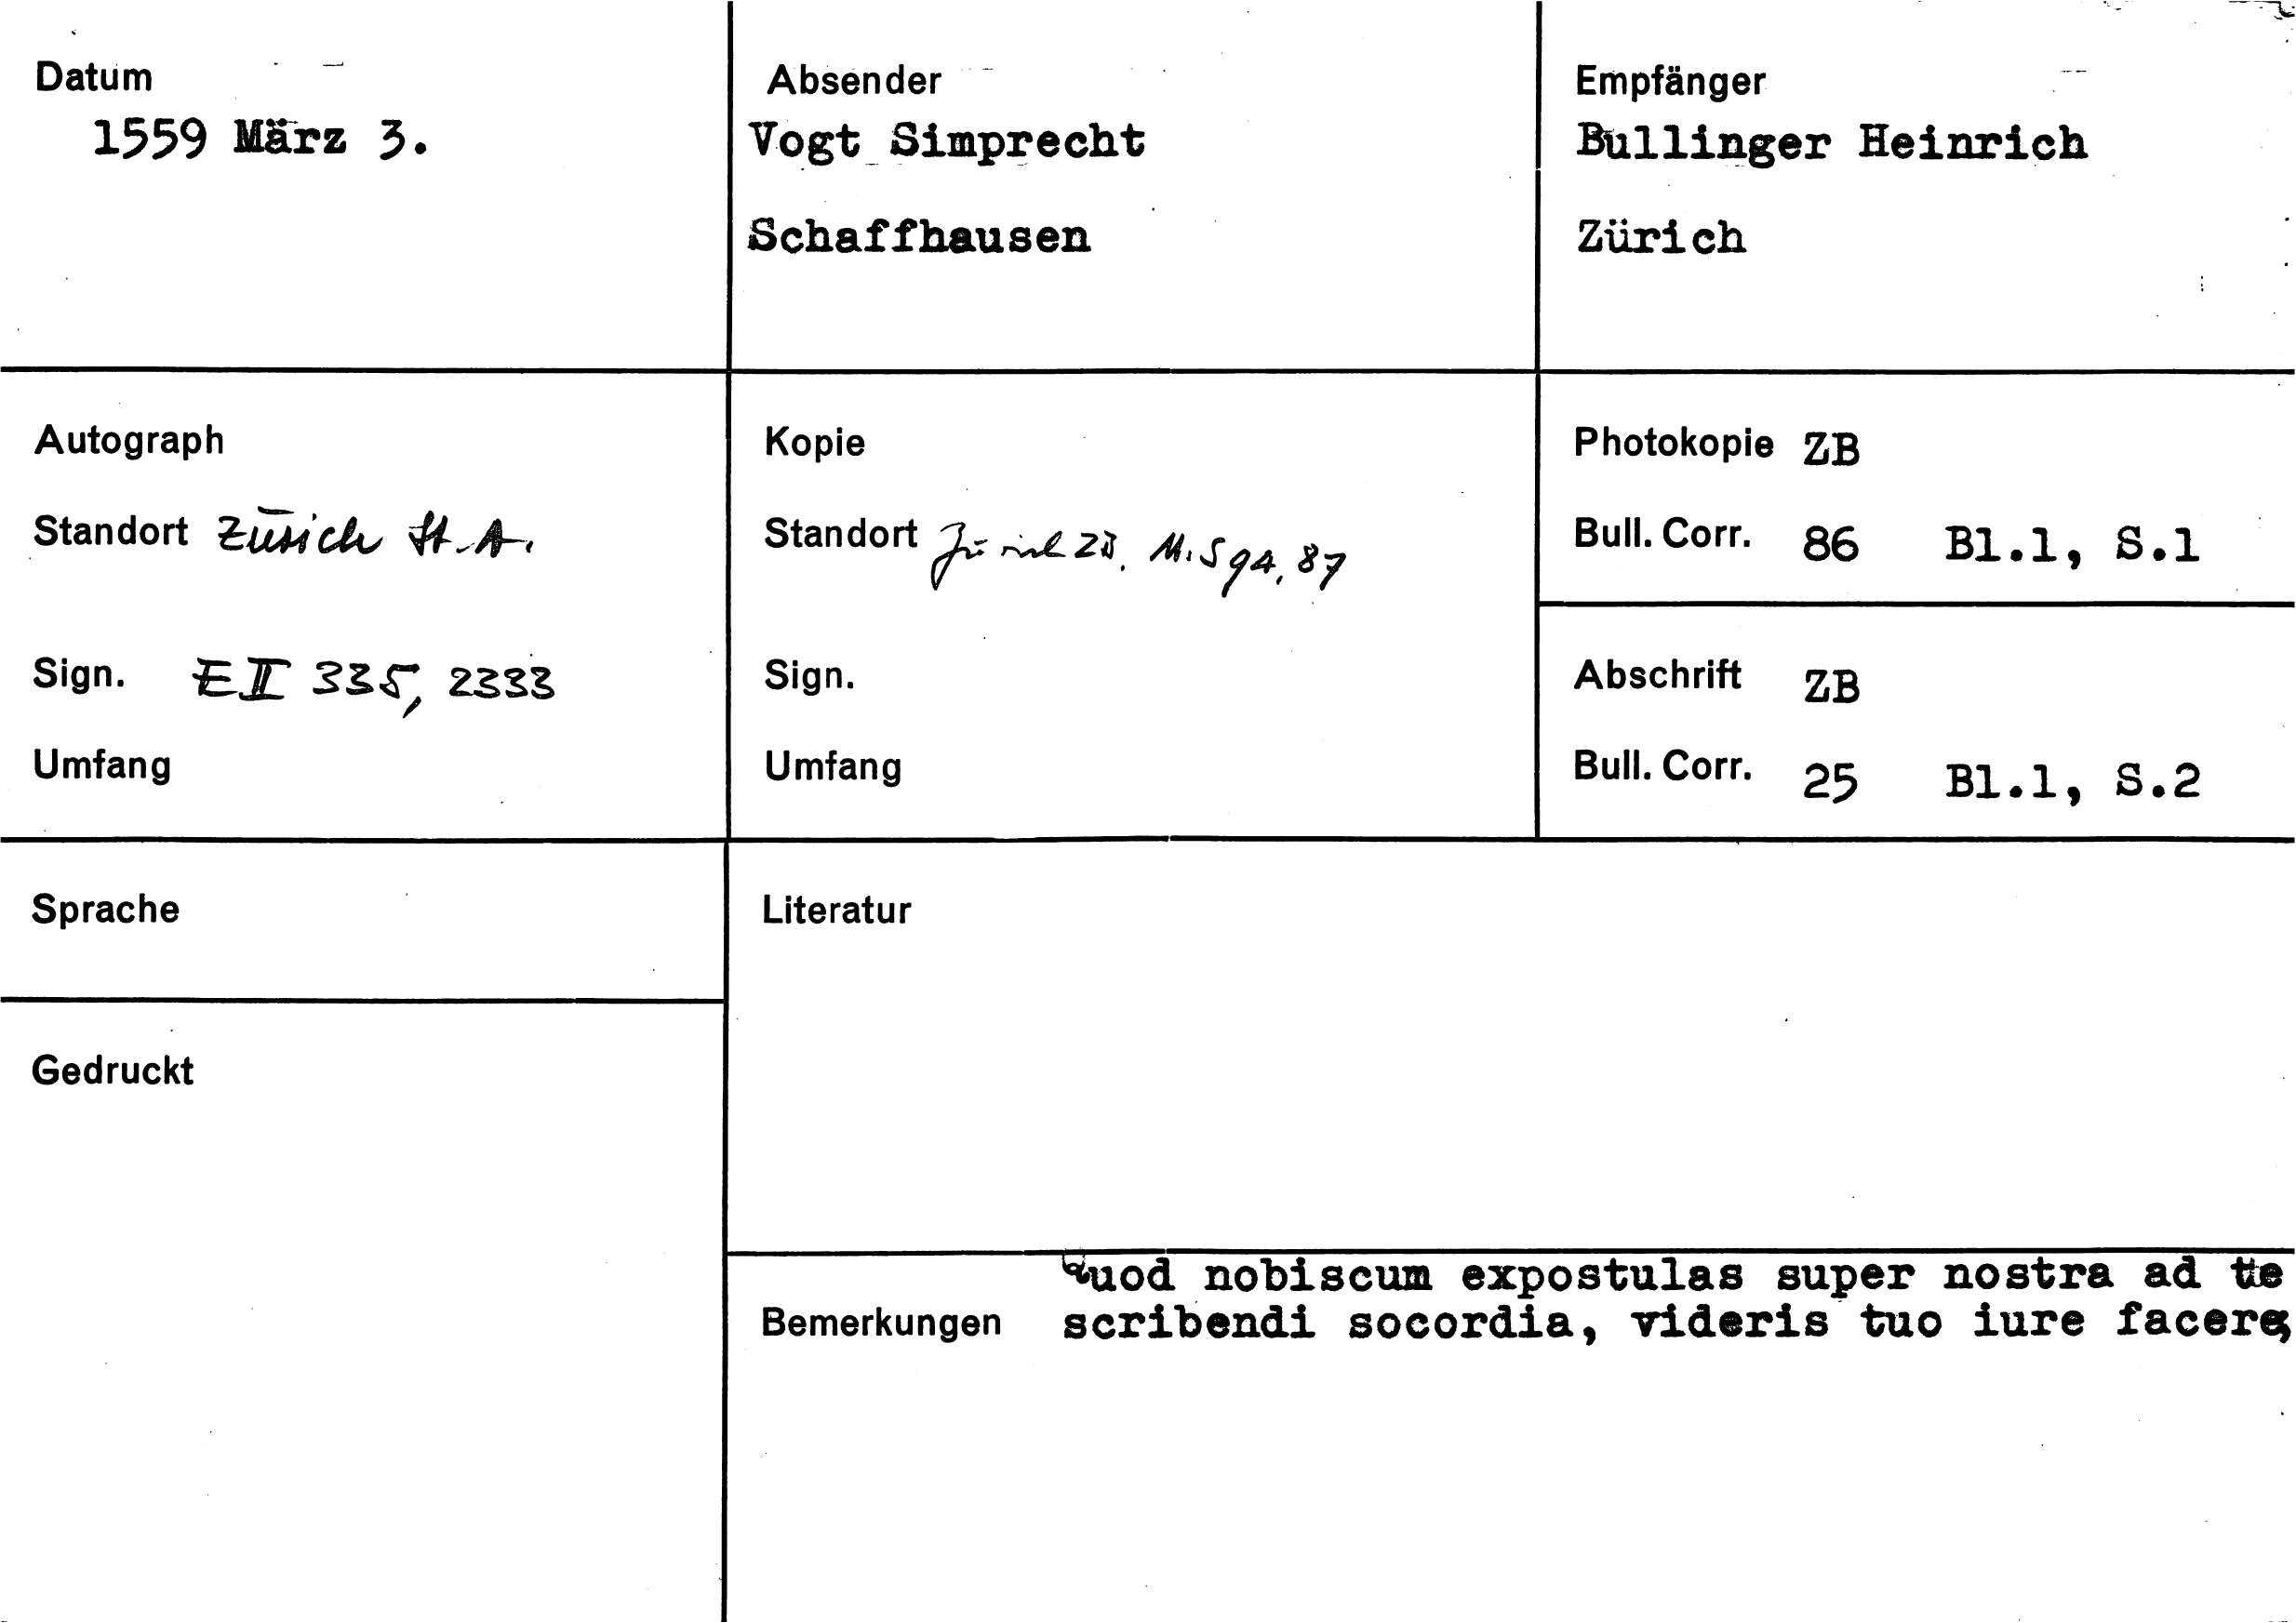 Datum
1559 März 3.
Absender
Vogt Simprecht
Schaffhausen
Empfänger
Bullinger Heinrich
Zürich
Autograph
Standort Zürich St.A.
Sign. E II 335, 2333
Umfang
Kopie
Standort Zürich ZB. M.S 94, 87
Sign.
Umfang
Photokopie ZB
Bull. Corr. 86 Bl.1, S.1
Abschrift ZB
Bull. Corr. 25 Bl.1, S.2
Sprache
Gedruckt
Literatur
Bemerkungen
Quod nobiscum expostulas super nostra ad te
scribendi socordia, videris tuo iure facere,